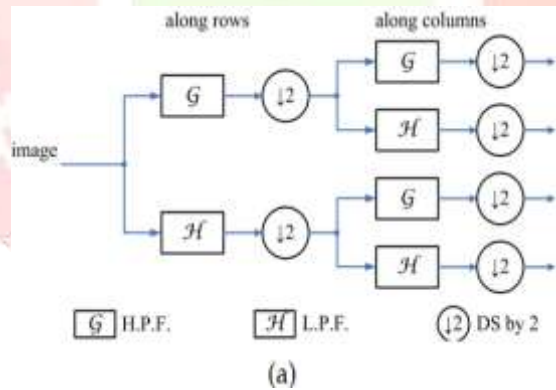 along rows along columns
𝒢 ↓2 𝒢 ↓2
ℋ ↓2
image
𝒢 ↓2
ℋ ↓2 ℋ ↓2
𝒢 H.P.F. ℋ L.P.F. ↓2 DS by 2
(a)